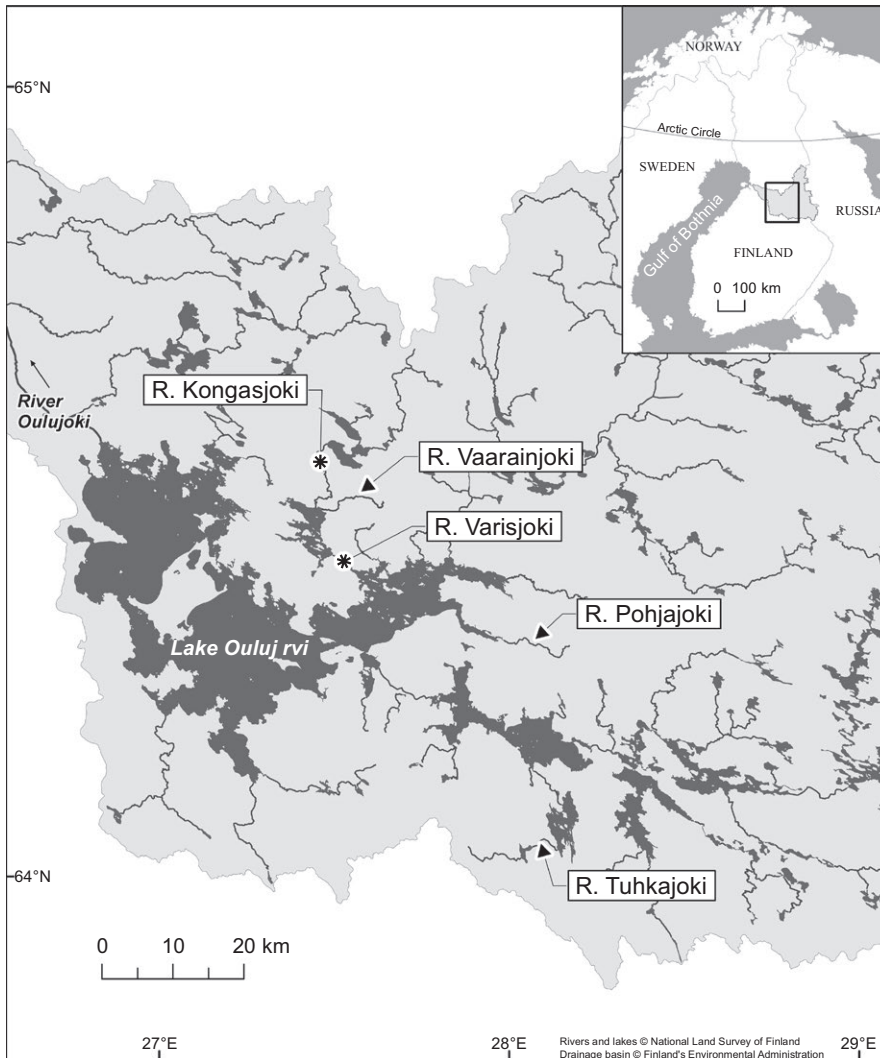 NORWAY
65°N
Arctic Circle
SWEDEN
RUSSIA
Gulf of Bothnia
FINLAND
0 100 km
R. Kongasjoki
River
Oulujoki
R. Vaarainjoki
R. Varisjoki
R. Pohjajoki
Lake Ouluj rvi
64°N
R. Tuhkajoki
0 10 20 km
27°E
28°E
29°E
Rivers and lakes © National Land Survey of Finland
Drainage basin © Finland's Environmental Administration